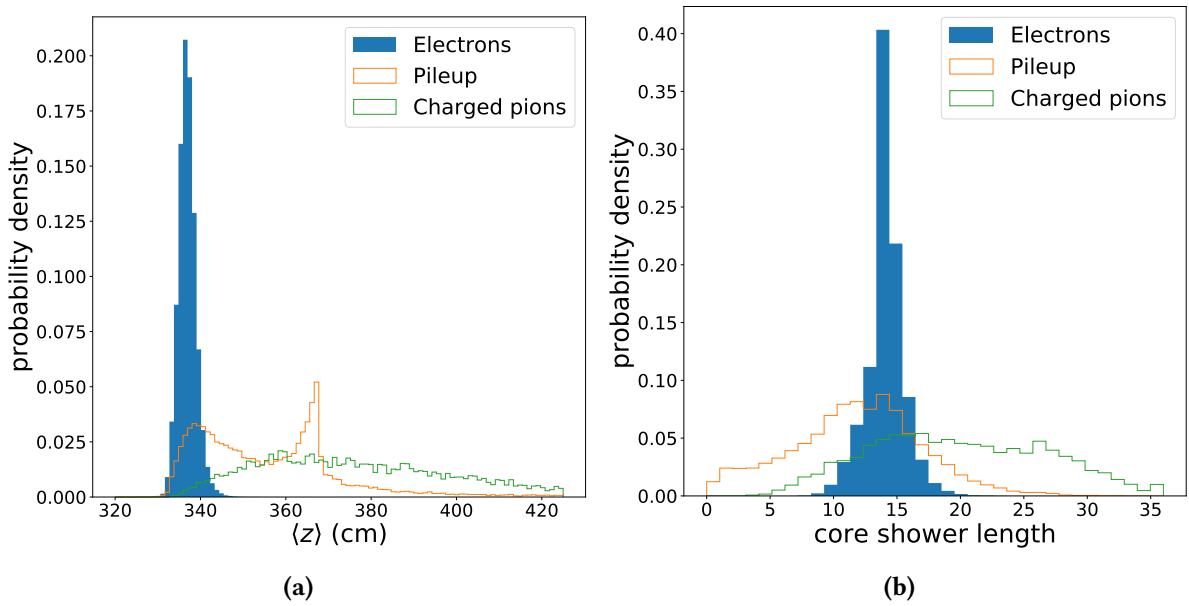 probability density
0.200
0.175
0.150
0.125
0.100
0.075
0.050
0.025
0.000
Electrons
Pileup
Charged pions
320 340 360 380 400 420
⟨z⟩ (cm)
(a)
probability density
0.40
0.35
0.30
0.25
0.20
0.15
0.10
0.05
0.00
Electrons
Pileup
Charged pions
0 5 10 15 20 25 30 35
core shower length
(b)